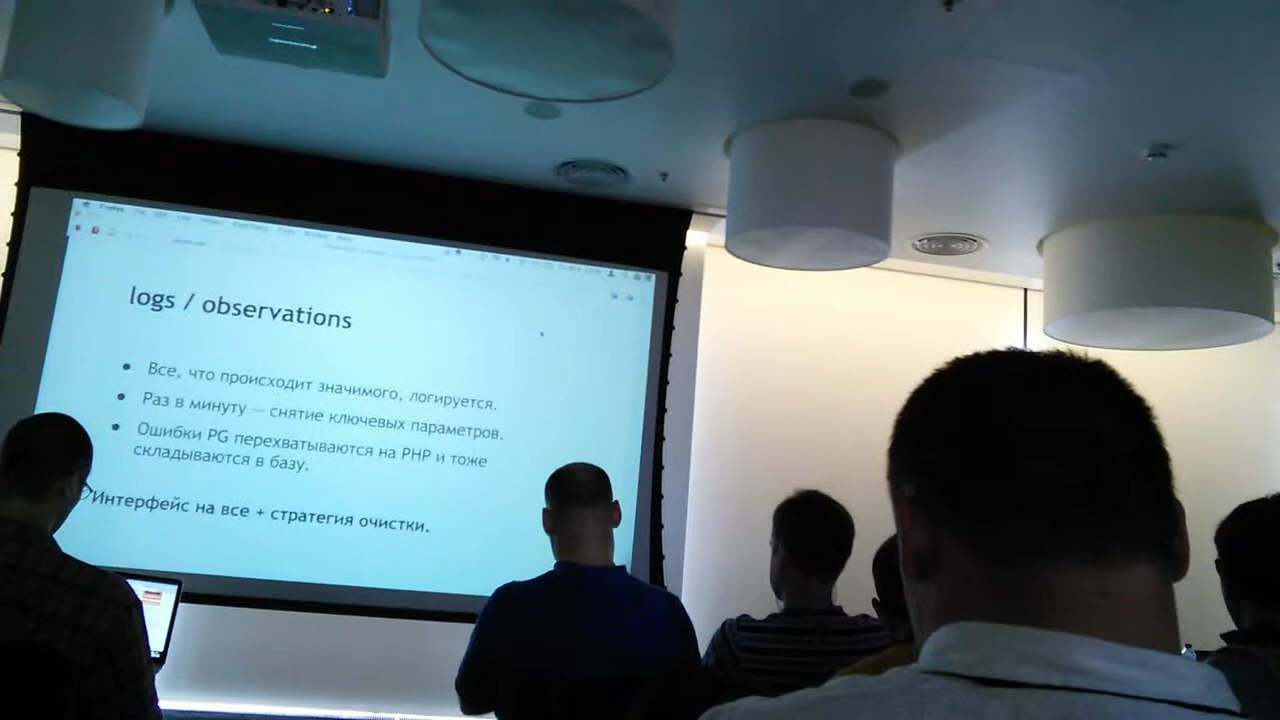 Firefox
logs / observations
Все, что происходит значимого, логируется.
Раз в минуту — снятие ключевых параметров.
Ошибки PG перехватываются на PHP и тоже
складываются в базу.
Интерфейс на все + стратегия очистки.